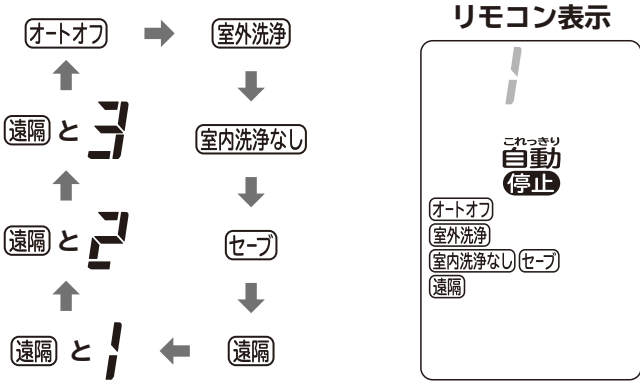 リモコン表示
オートオフ
室外洗浄
室内洗浄なし
セーブ
遠隔
遠隔 と 1
遠隔 と 2
遠隔 と 3
1
これっきり
自動
停止
オートオフ
室外洗浄
室内洗浄なし セーブ
遠隔